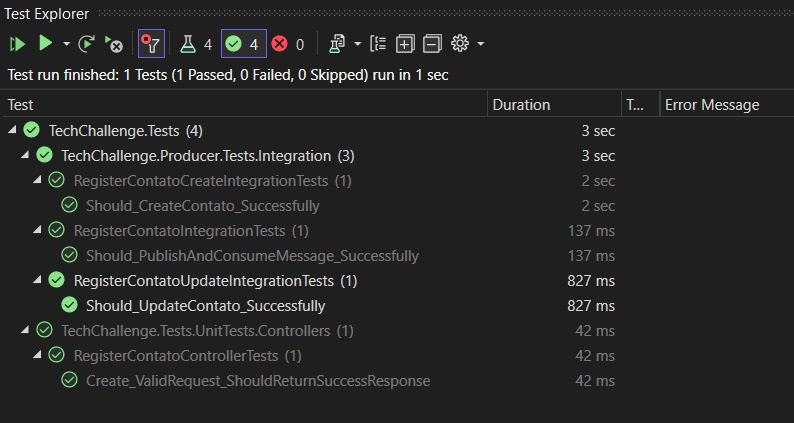 Test Explorer
4 4 0
Test run finished: 1 Tests (1 Passed, 0 Failed, 0 Skipped) run in 1 sec
Test Duration T... Error Message
TechChallenge.Tests (4) 3 sec
TechChallenge.Producer.Tests.Integration (3) 3 sec
RegisterContatoCreateIntegrationTests (1) 2 sec
Should_CreateContato_Successfully 2 sec
RegisterContatoIntegrationTests (1) 137 ms
Should_PublishAndConsumeMessage_Successfully 137 ms
RegisterContatoUpdateIntegrationTests (1) 827 ms
Should_UpdateContato_Successfully 827 ms
TechChallenge.Tests.UnitTests.Controllers (1) 42 ms
RegisterContatoControllerTests (1) 42 ms
Create_ValidRequest_ShouldReturnSuccessResponse 42 ms